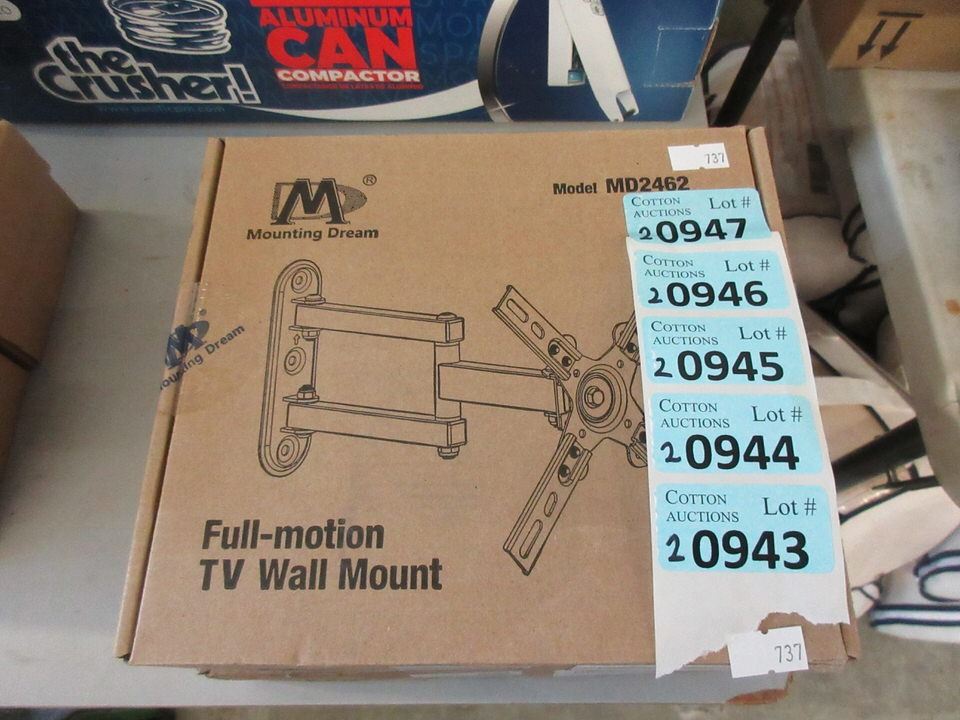 the
Crusher!
ALUMINUM
CAN
COMPACTOR
737
M
®
Mounting Dream
Model MD2462
COTTON
AUCTIONS
Lot #
20947
COTTON
AUCTIONS
Lot #
20946
COTTON
AUCTIONS
Lot #
20945
COTTON
AUCTIONS
Lot #
20944
COTTON
AUCTIONS
Lot #
20943
Mounting Dream
Full-motion
TV Wall Mount
737